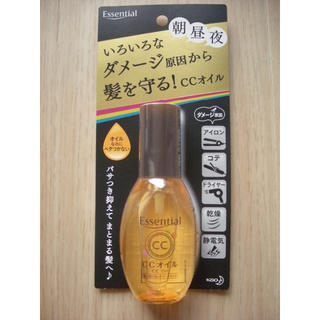 Essential
朝昼夜
いろいろな
ダメージ原因から
髪を守る！CCオイル
オイル
なのに
ベタつかない
パサつき抑えて まとまる髪へ♪
ダメージ原因
アイロン
コテ
ドライヤー
乾燥
静電気
Essential
CC
CCオイル
CC Oil
KAO